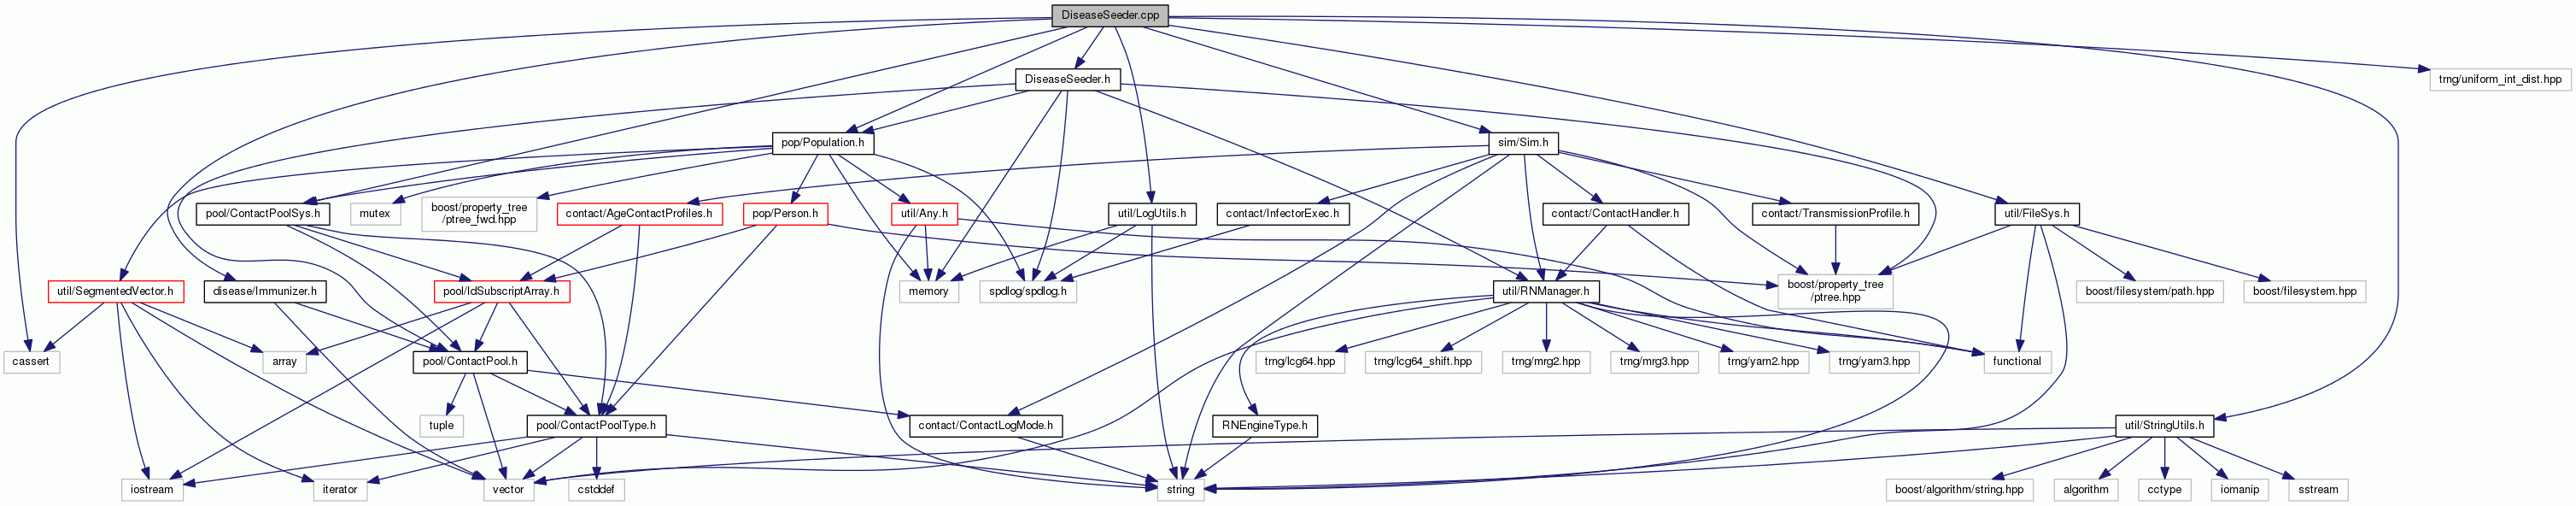 DiseaseSeeder.cpp
DiseaseSeeder.h
trng/uniform_int_dist.hpp
pop/Population.h
sim/Sim.h
pool/ContactPoolSys.h
mutex
boost/property_tree
/ptree_fwd.hpp
contact/AgeContactProfiles.h
pop/Person.h
util/Any.h
util/LogUtils.h
contact/InfectorExec.h
contact/ContactHandler.h
contact/TransmissionProfile.h
util/FileSys.h
util/SegmentedVector.h
disease/Immunizer.h
pool/IdSubscriptArray.h
memory
spdlog/spdlog.h
util/RNManager.h
boost/property_tree
/ptree.hpp
boost/filesystem/path.hpp
boost/filesystem.hpp
cassert
array
pool/ContactPool.h
trng/lcg64.hpp
trng/lcg64_shift.hpp
trng/mrg2.hpp
trng/mrg3.hpp
trng/yarn2.hpp
trng/yarn3.hpp
functional
tuple
pool/ContactPoolType.h
contact/ContactLogMode.h
RNEngineType.h
util/StringUtils.h
iostream
iterator
vector
cstddef
string
boost/algorithm/string.hpp
algorithm
cctype
iomanip
sstream